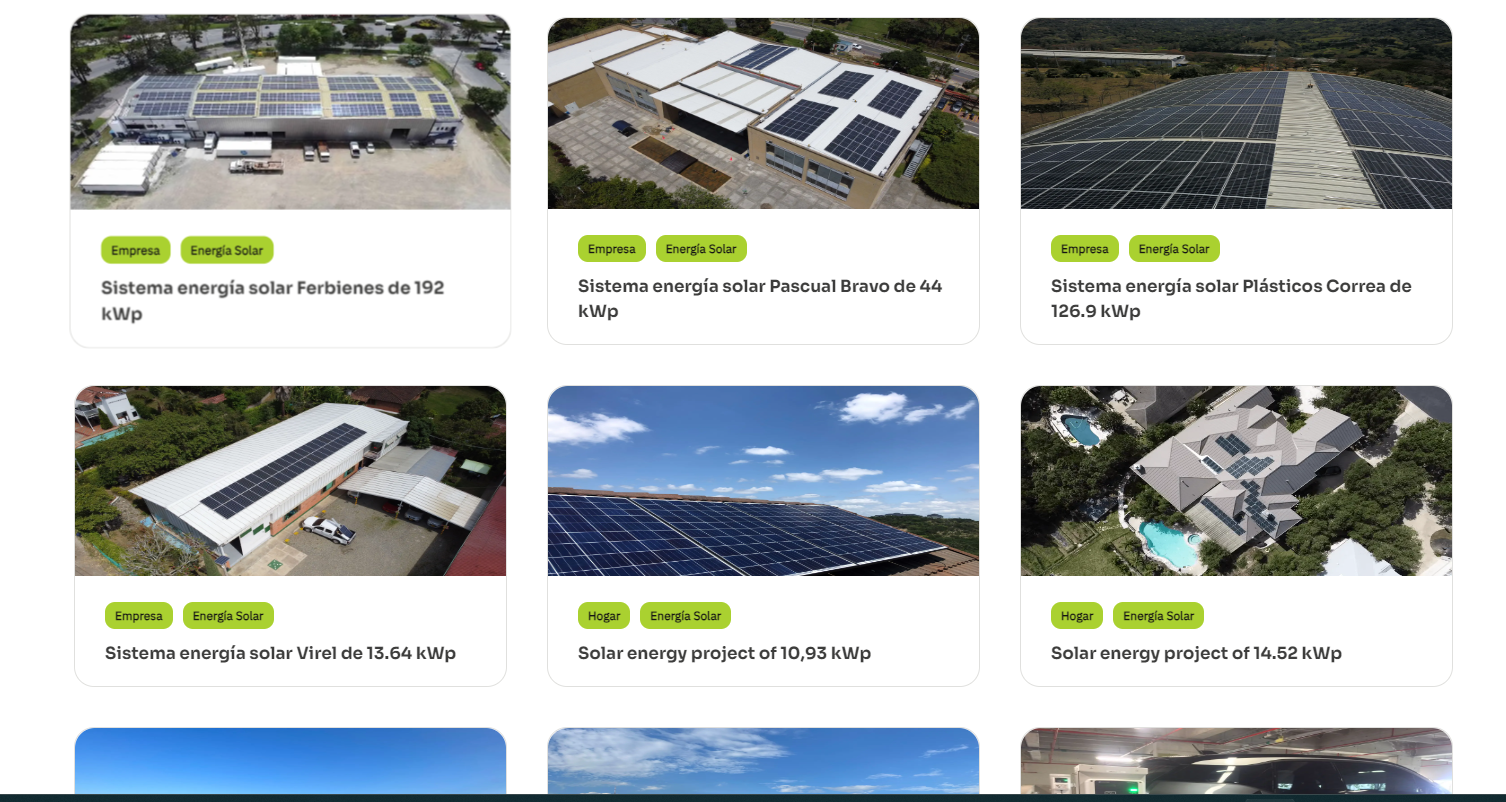 Empresa Energía Solar
Sistema energía solar Ferbienes de 192
kWp
Empresa Energía Solar
Sistema energía solar Pascual Bravo de 44
kWp
Empresa Energía Solar
Sistema energía solar Plásticos Correa de
126.9 kWp
Empresa Energía Solar
Sistema energía solar Virel de 13.64 kWp
Hogar Energía Solar
Solar energy project of 10,93 kWp
Hogar Energía Solar
Solar energy project of 14.52 kWp